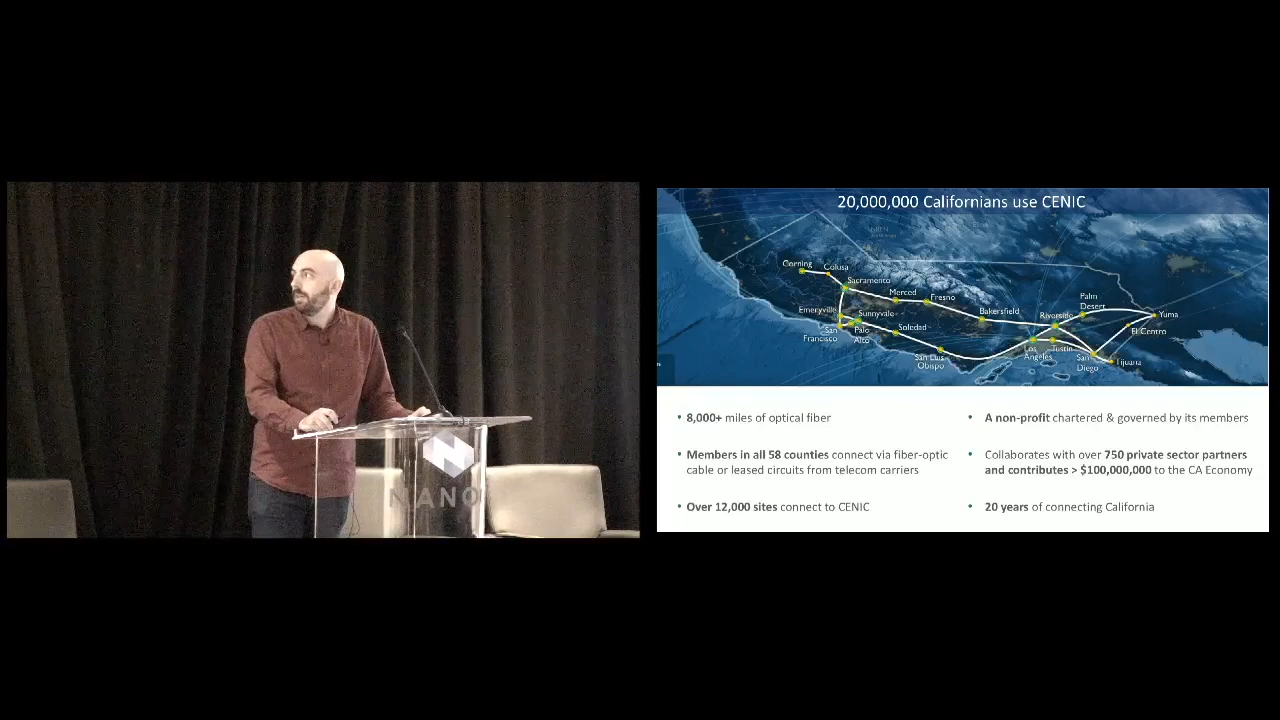 NANO
20,000,000 Californians use CENIC
Corning
Colusa
Sacramento
Merced
Fresno
Bakersfield
Emeryville
Sunnyvale
San
Francisco
Palo
Alto
Soledad
San Luis
Obispo
Riverside
Palm
Desert
Yuma
El Centro
Los
Angeles
Tustin
San
Diego
Tijuana
• 8,000+ miles of optical fiber
• Members in all 58 counties connect via fiber-optic
cable or leased circuits from telecom carriers
• Over 12,000 sites connect to CENIC
• A non-profit chartered & governed by its members
• Collaborates with over 750 private sector partners
and contributes > $100,000,000 to the CA Economy
• 20 years of connecting California